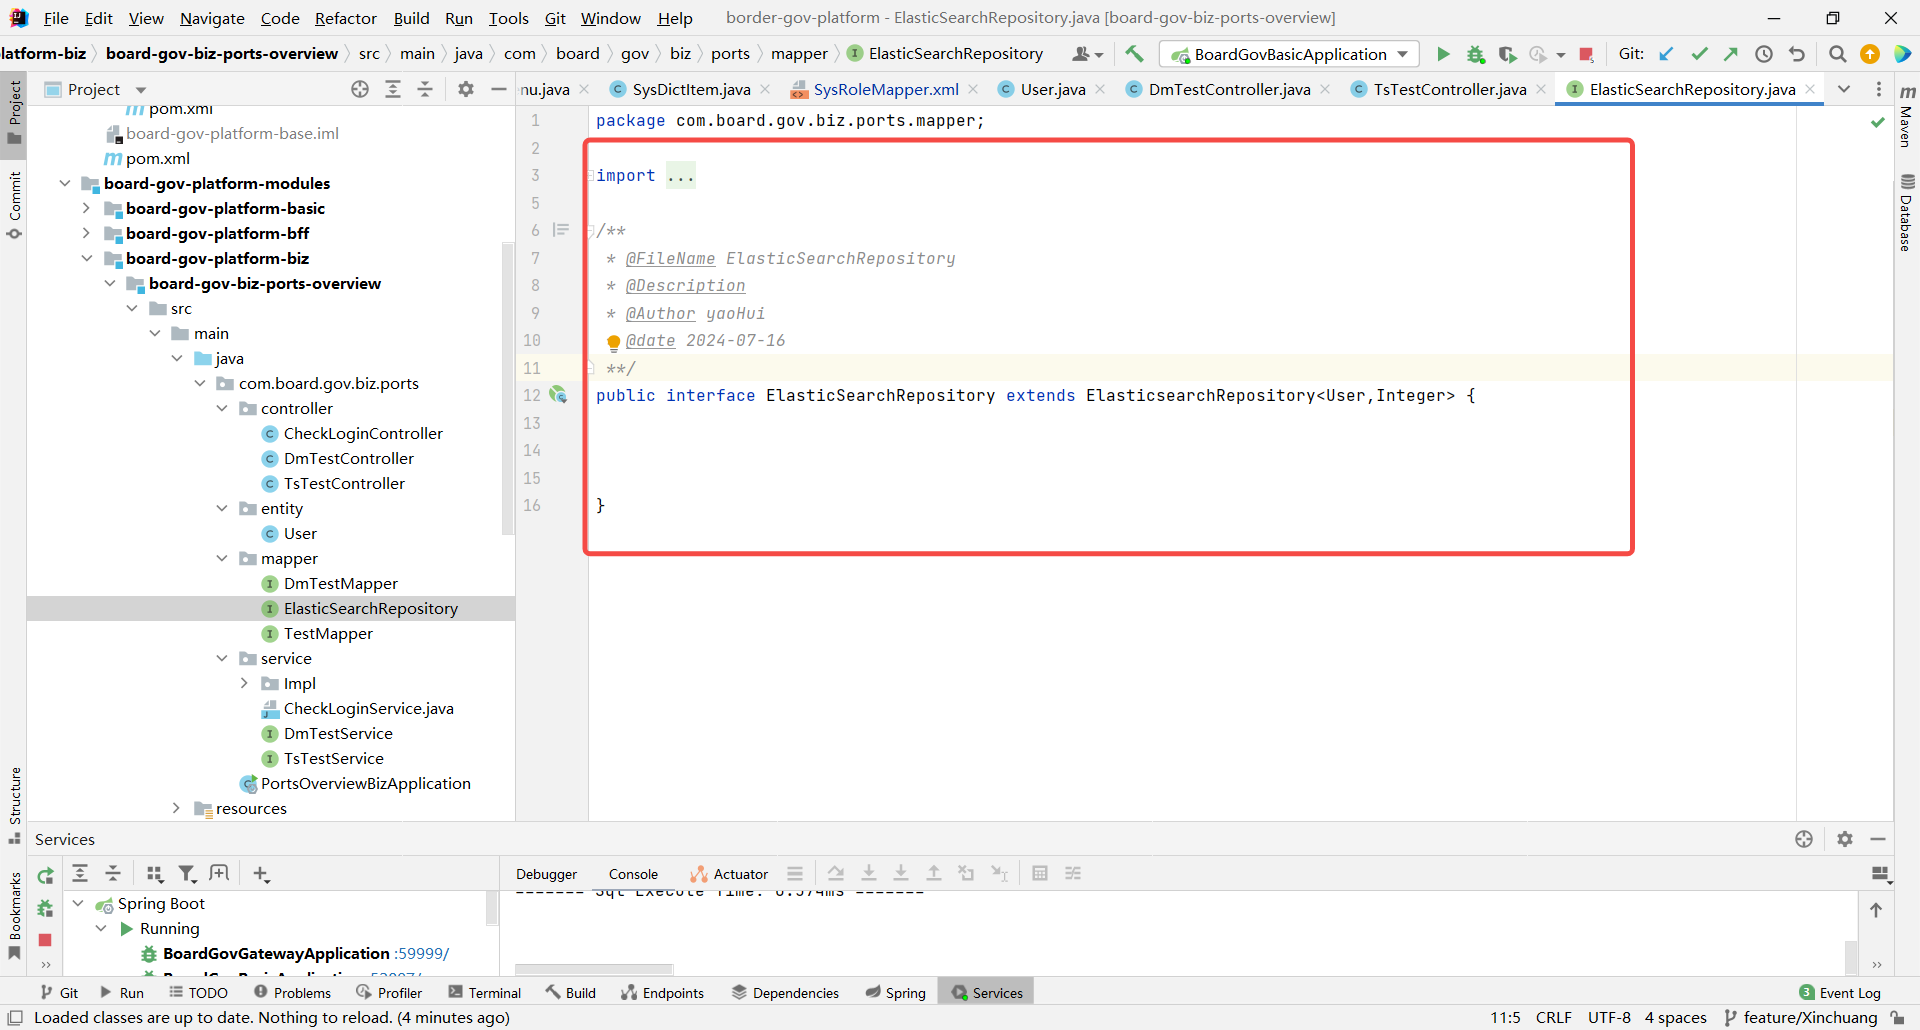 File Edit View Navigate Code Refactor Build Run Tools Git Window Help border-gov-platform - ElasticSearchRepository.java [board-gov-biz-ports-overview]
latform-biz board-gov-biz-ports-overview src main java com board gov biz ports mapper ElasticSearchRepository BoardGovBasicApplication Git:
Project nu.java SysDictItem.java SysRoleMapper.xml User.java DmTestController.java TsTestController.java ElasticSearchRepository.java
Project
Commit
Structure
Bookmarks
Maven
Database
pom.xml
board-gov-platform-base.iml
pom.xml
board-gov-platform-modules
board-gov-platform-basic
board-gov-platform-bff
board-gov-platform-biz
board-gov-biz-ports-overview
src
main
java
com.board.gov.biz.ports
controller
CheckLoginController
DmTestController
TsTestController
entity
User
mapper
DmTestMapper
ElasticSearchRepository
TestMapper
service
Impl
CheckLoginService.java
DmTestService
TsTestService
PortsOverviewBizApplication
resources
1 package com.board.gov.biz.ports.mapper;
2
3 import ...
5
6 /**
7 * @FileName ElasticSearchRepository
8 * @Description
9 * @Author yaoHui
10 @date 2024-07-16
11 **/
12 public interface ElasticSearchRepository extends ElasticsearchRepository<User,Integer> {
13
14
15
16 }
Services
Debugger Console Actuator
Spring Boot
Running
BoardGovGatewayApplication :59999/
Git Run TODO Problems Profiler Terminal Build Endpoints Dependencies Spring Services 3 Event Log
Loaded classes are up to date. Nothing to reload. (4 minutes ago) 11:5 CRLF UTF-8 4 spaces feature/Xinchuang